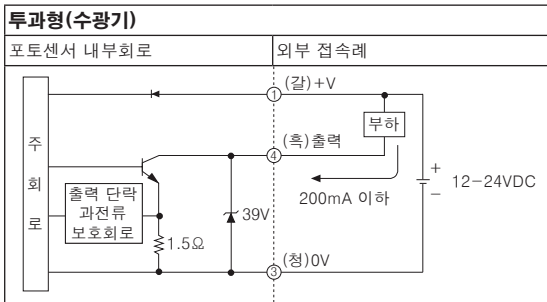 투과형(수광기)
포토센서 내부회로
외부 접속례
주
회
로
출력 단락
과전류
보호회로
1.5Ω
39V
① (갈)+V
④ (흑)출력
③ (청)0V
부하
200mA 이하
+
−
12−24VDC